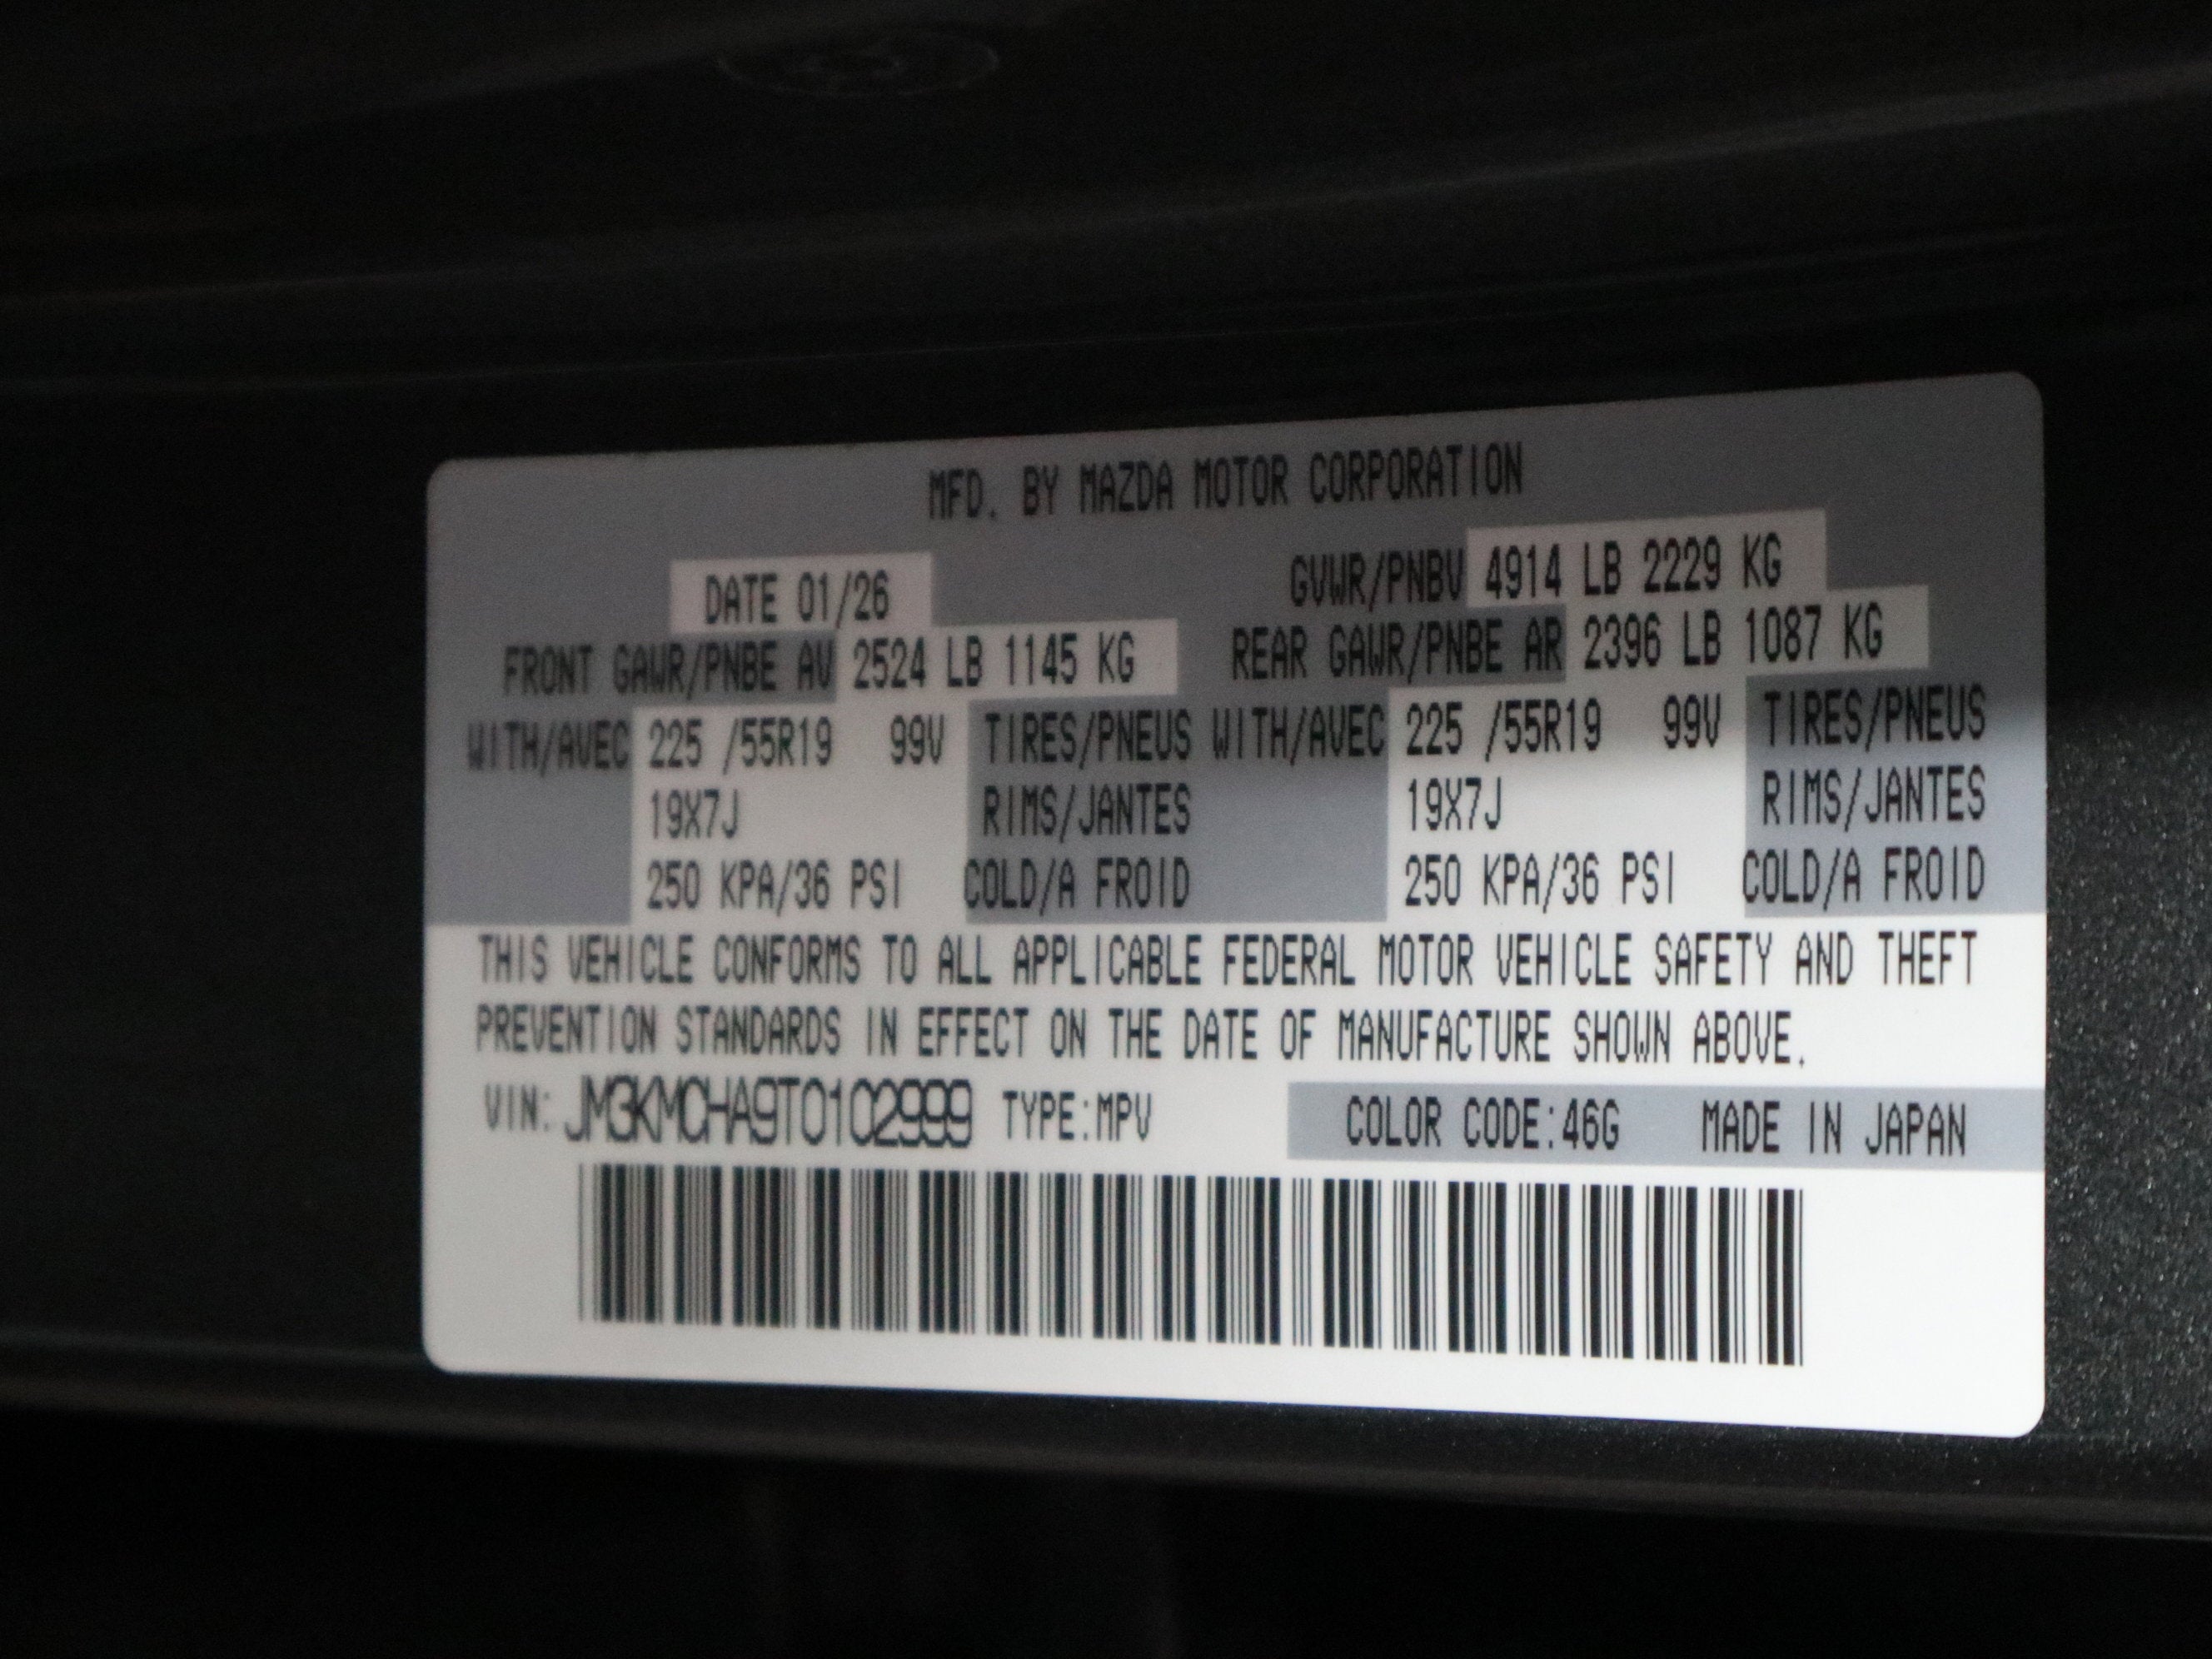 MFD. BY MAZDA MOTOR CORPORATION
DATE 01/26 GVWR/PNBV 4914 LB 2229 KG
FRONT GAWR/PNBE AV 2524 LB 1145 KG REAR GAWR/PNBE AR 2396 LB 1087 KG
WITH/AVEC 225 /55R19 99V TIRES/PNEUS WITH/AVEC 225 /55R19 99V TIRES/PNEUS
19X7J RIMS/JANTES 19X7J RIMS/JANTES
250 KPA/36 PSI COLD/A FROID 250 KPA/36 PSI COLD/A FROID
THIS VEHICLE CONFORMS TO ALL APPLICABLE FEDERAL MOTOR VEHICLE SAFETY AND THEFT
PREVENTION STANDARDS IN EFFECT ON THE DATE OF MANUFACTURE SHOWN ABOVE.
VIN: JM3KMCHA9T0102999 TYPE:MPV COLOR CODE:46G MADE IN JAPAN